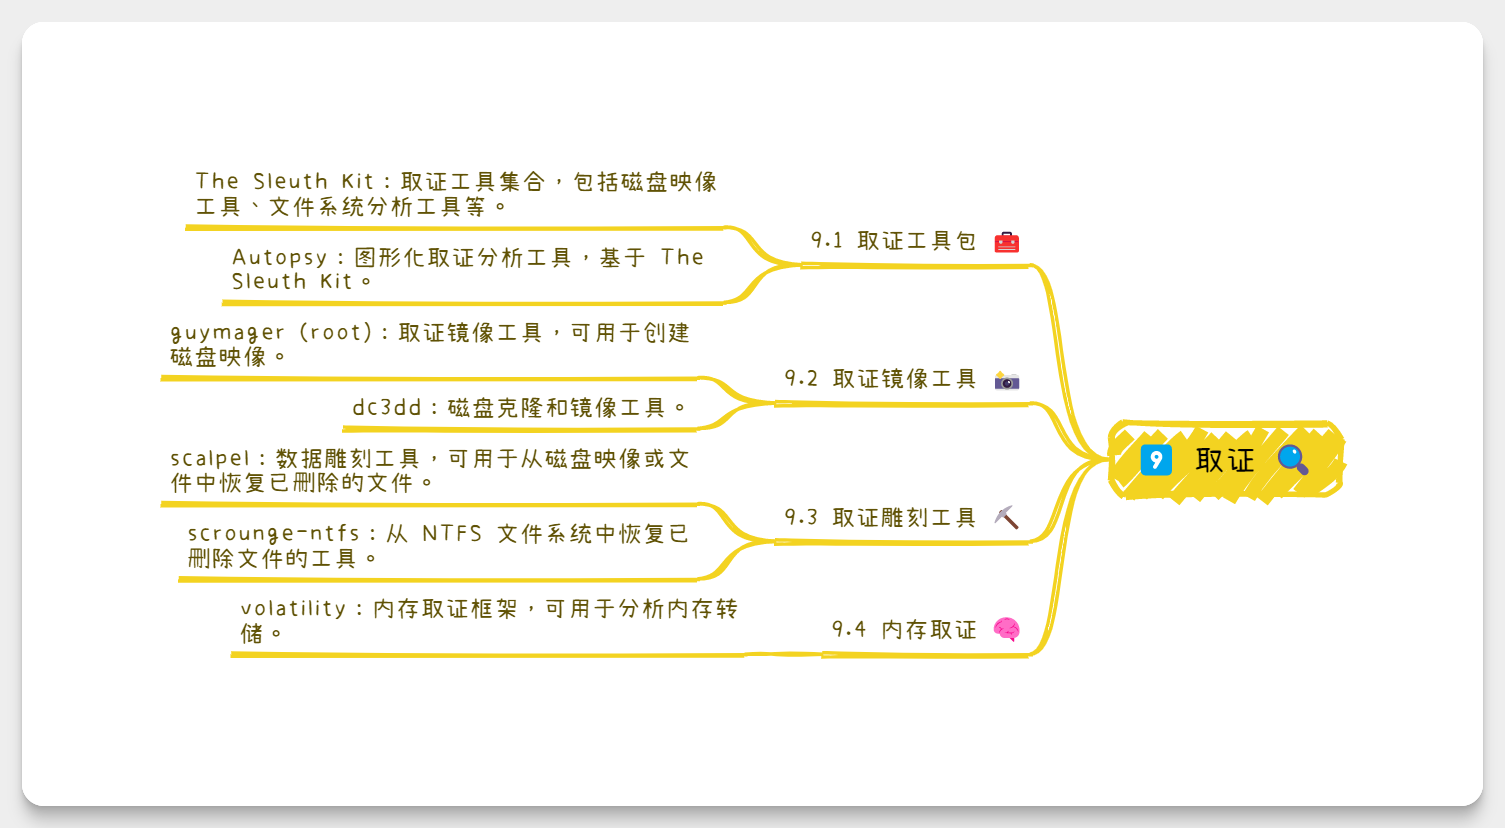 9 取证
9.1 取证工具包
The Sleuth Kit：取证工具集合，包括磁盘映像
工具、文件系统分析工具等。
Autopsy：图形化取证分析工具，基于 The
Sleuth Kit。
9.2 取证镜像工具
guymager (root)：取证镜像工具，可用于创建
磁盘映像。
dc3dd：磁盘克隆和镜像工具。
9.3 取证雕刻工具
scalpel：数据雕刻工具，可用于从磁盘映像或文
件中恢复已删除的文件。
scrounge-ntfs：从 NTFS 文件系统中恢复已
删除文件的工具。
9.4 内存取证
volatility：内存取证框架，可用于分析内存转
储。